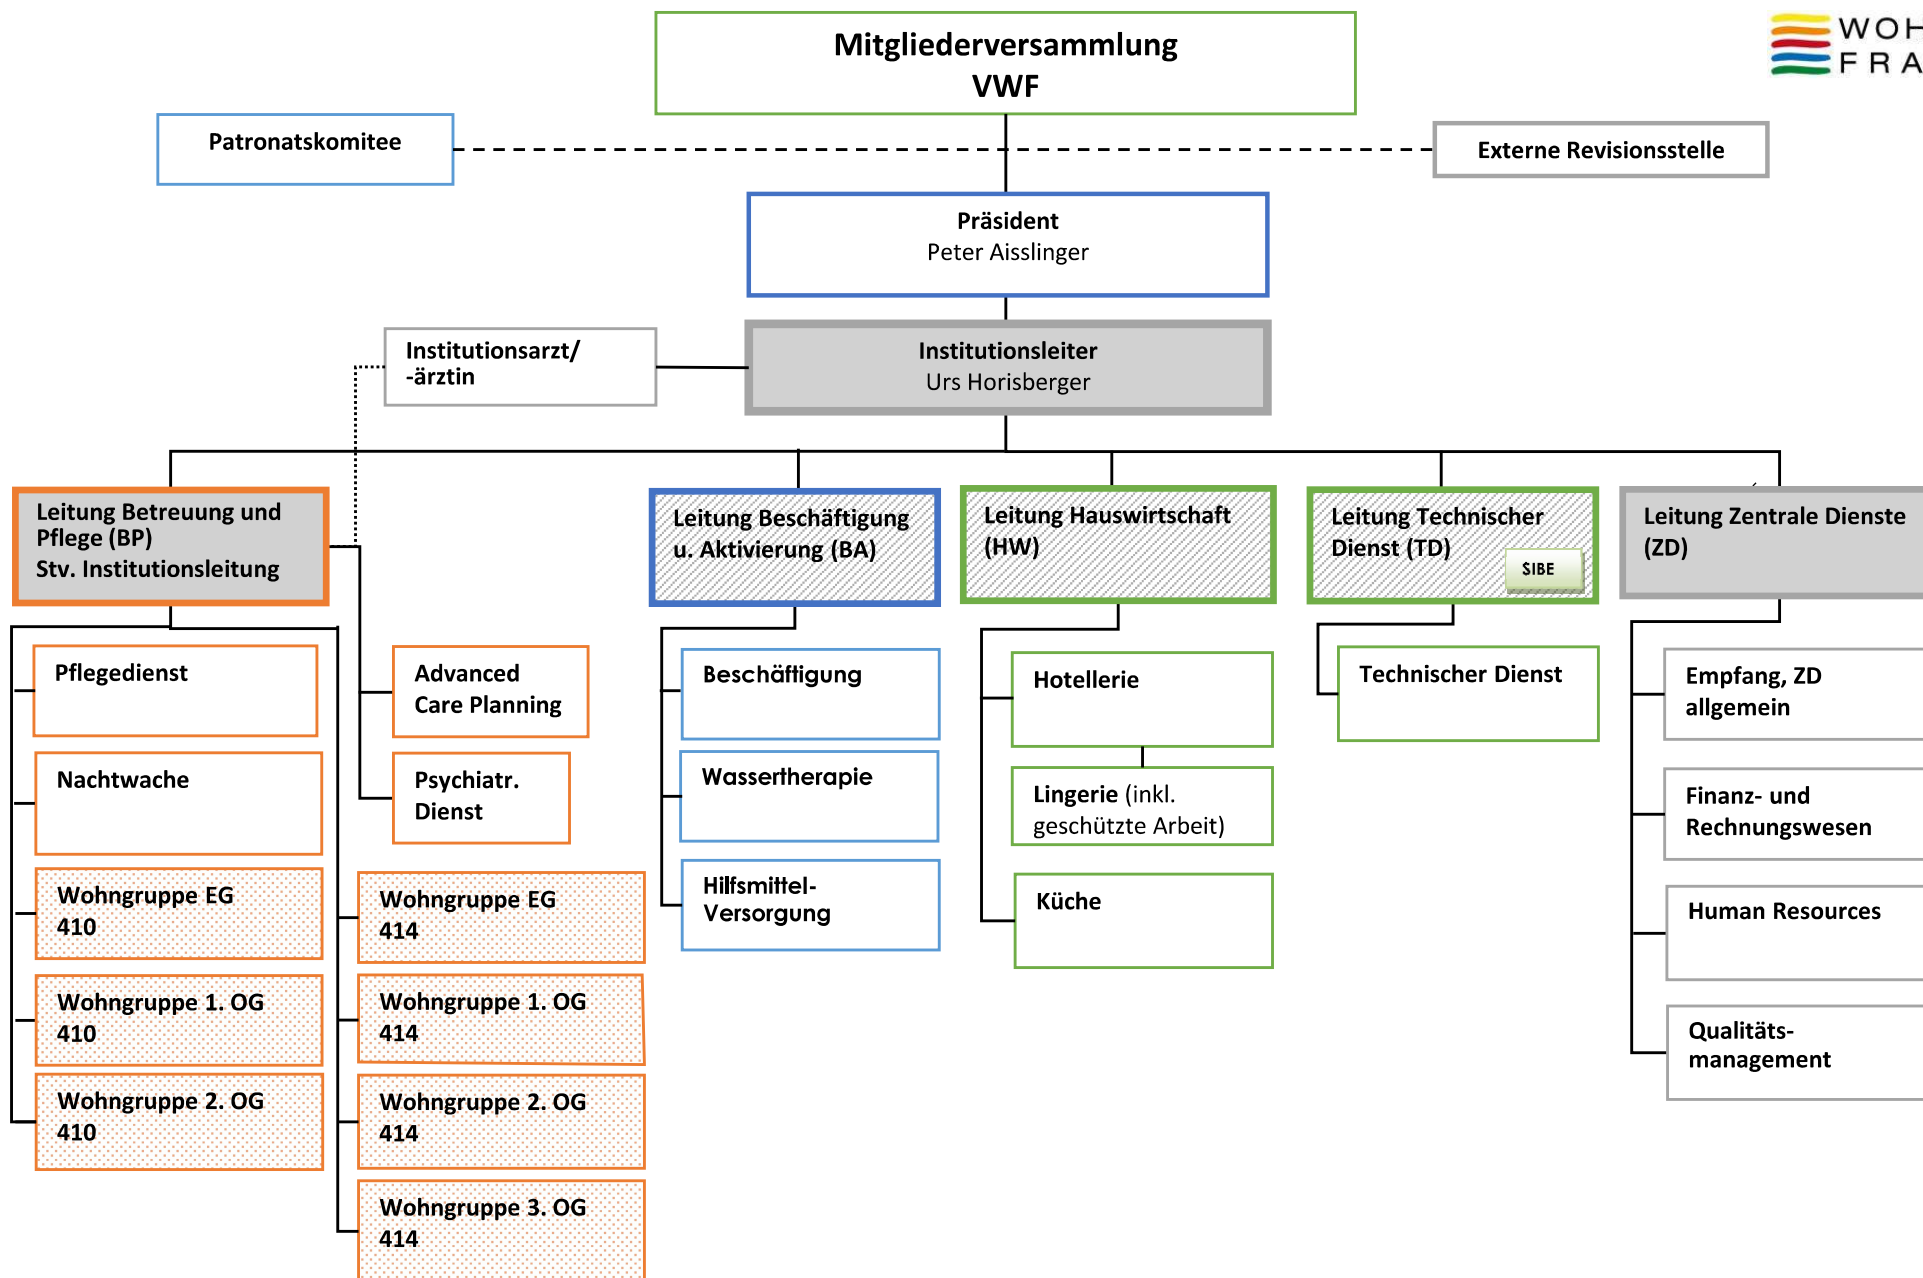 Mitgliederversammlung
VWF
WOH
FRA
Patronatskomitee
Externe Revisionsstelle
Präsident
Peter Aisslinger
Institutionsarzt/
-ärztin
Institutionsleiter
Urs Horisberger
Leitung Betreuung und
Pflege (BP)
Stv. Institutionsleitung
Leitung Beschäftigung
u. Aktivierung (BA)
Leitung Hauswirtschaft
(HW)
Leitung Technischer
Dienst (TD)
SIBE
Leitung Zentrale Dienste
(ZD)
Pflegedienst
Nachtwache
Wohngruppe EG
410
Wohngruppe 1. OG
410
Wohngruppe 2. OG
410
Advanced
Care Planning
Psychiatr.
Dienst
Wohngruppe EG
414
Wohngruppe 1. OG
414
Wohngruppe 2. OG
414
Wohngruppe 3. OG
414
Beschäftigung
Wassertherapie
Hilfsmittel-
Versorgung
Hotellerie
Lingerie (inkl.
geschützte Arbeit)
Küche
Technischer Dienst
Empfang, ZD
allgemein
Finanz- und
Rechnungswesen
Human Resources
Qualitäts-
management